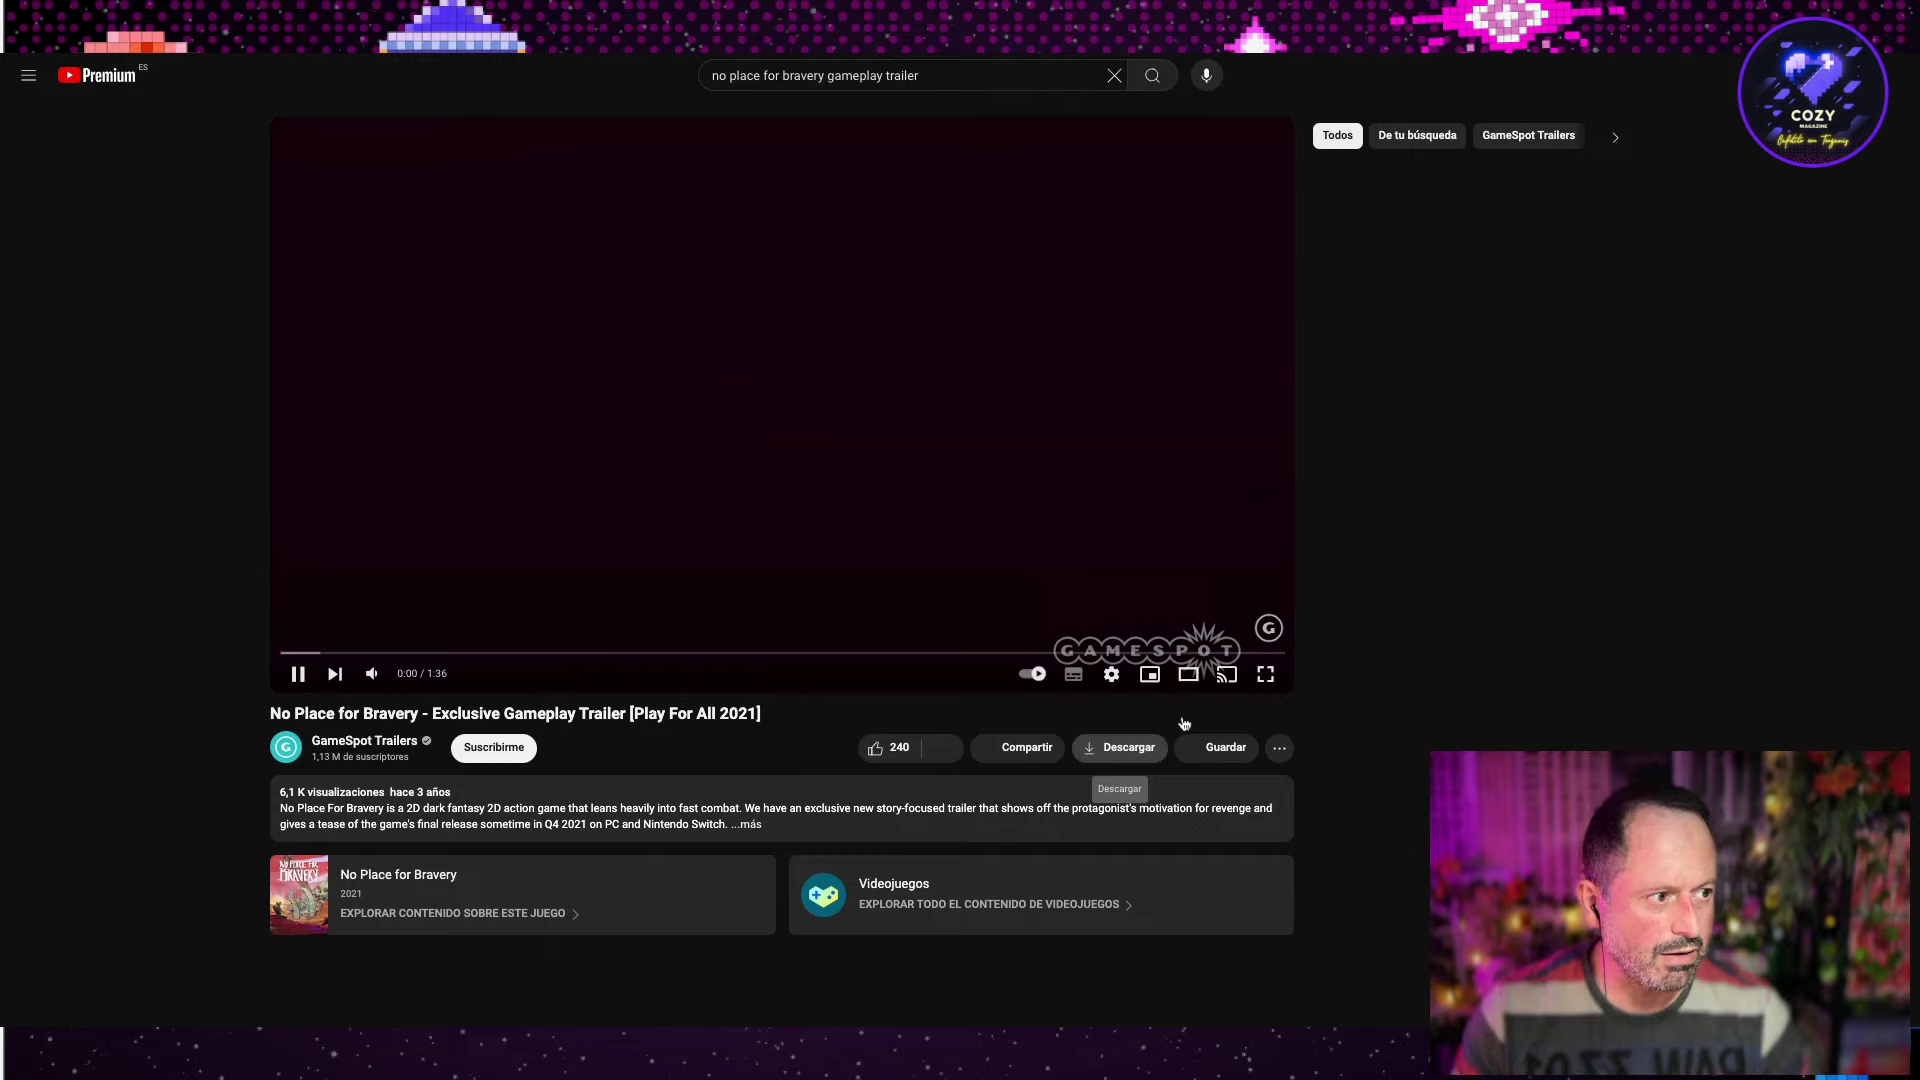 Premium
ES
no place for bravery gameplay trailer
COZY
MAGAZINE
Todos
De tu búsqueda
GameSpot Trailers
G
GAMESPOT
0:00 / 1:36
No Place for Bravery - Exclusive Gameplay Trailer [Play For All 2021]
G
GameSpot Trailers
1,13 M de suscriptores
Suscribirme
240
Compartir
Descargar
Guardar
Descargar
6,1 K visualizaciones hace 3 años
No Place For Bravery is a 2D dark fantasy 2D action game that leans heavily into fast combat. We have an exclusive new story-focused trailer that shows off the protagonist's motivation for revenge and
gives a tease of the game's final release sometime in Q4 2021 on PC and Nintendo Switch. ...más
NO PLACE FOR
BRAVERY
No Place for Bravery
2021
EXPLORAR CONTENIDO SOBRE ESTE JUEGO
Videojuegos
EXPLORAR TODO EL CONTENIDO DE VIDEOJUEGOS